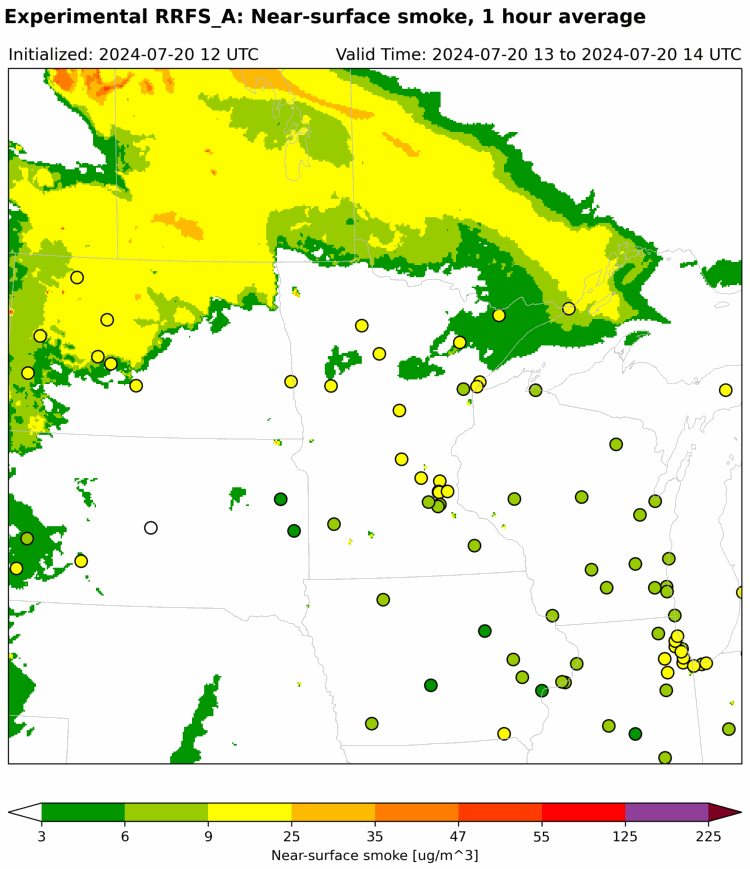 Experimental RRFS_A: Near-surface smoke, 1 hour average
Initialized: 2024-07-20 12 UTC Valid Time: 2024-07-20 13 to 2024-07-20 14 UTC
3 6 9 25 35 47 55 125 225
Near-surface smoke [ug/m^3]